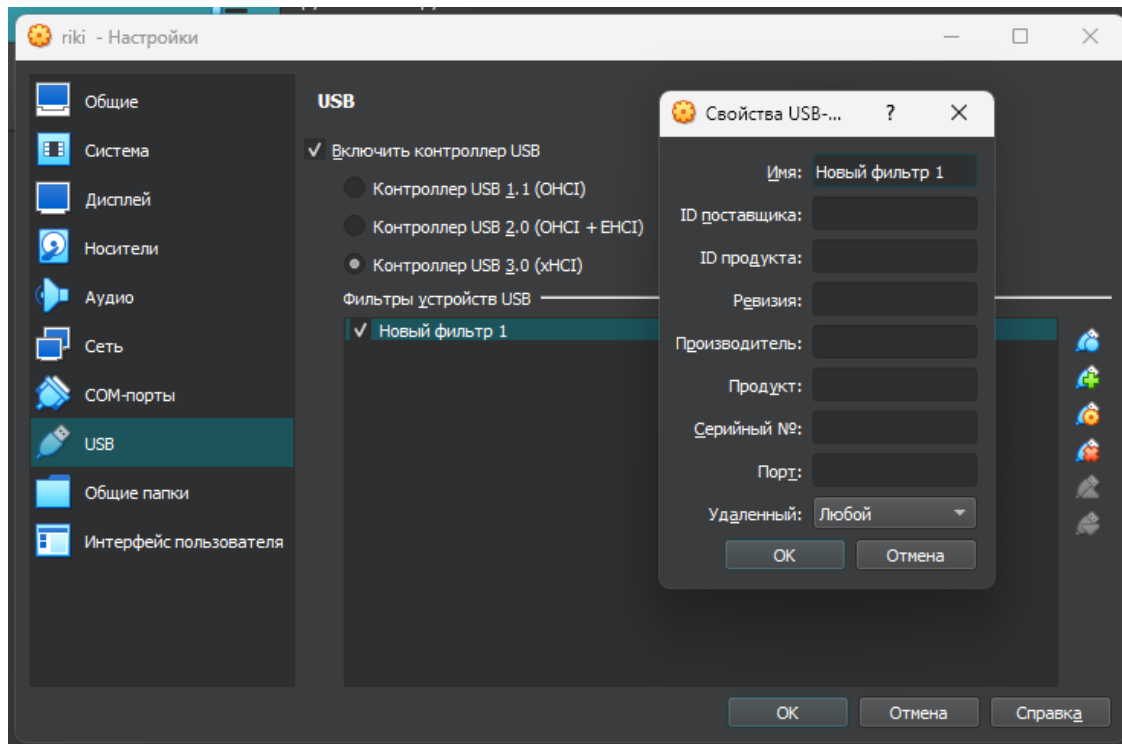 riki - Настройки
Общие
Система
Дисплей
Носители
Аудио
Сеть
COM-порты
USB
Общие папки
Интерфейс пользователя
USB
Включить контроллер USB
Контроллер USB 1.1 (OHCI)
Контроллер USB 2.0 (OHCI + EHCI)
Контроллер USB 3.0 (xHCI)
Фильтры устройств USB
Новый фильтр 1
Свойства USB-... ?
Имя: Новый фильтр 1
ID поставщика:
ID продукта:
Ревизия:
Производитель:
Продукт:
Серийный №:
Порт:
Удаленный: Любой
OK Отмена
OK Отмена Справка